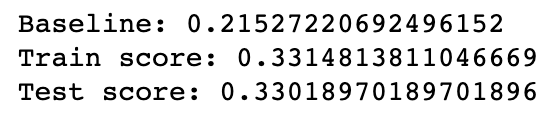 Baseline: 0.21527220692496152
Train score: 0.3314813811046669
Test score: 0.33018970189701896